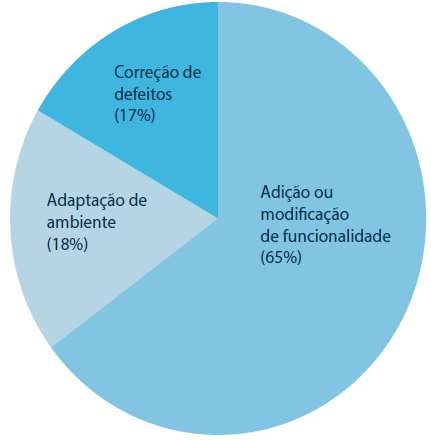 Correção de
defeitos
(17%)
Adaptação de
ambiente
(18%)
Adição ou
modificação
de funcionalidade
(65%)